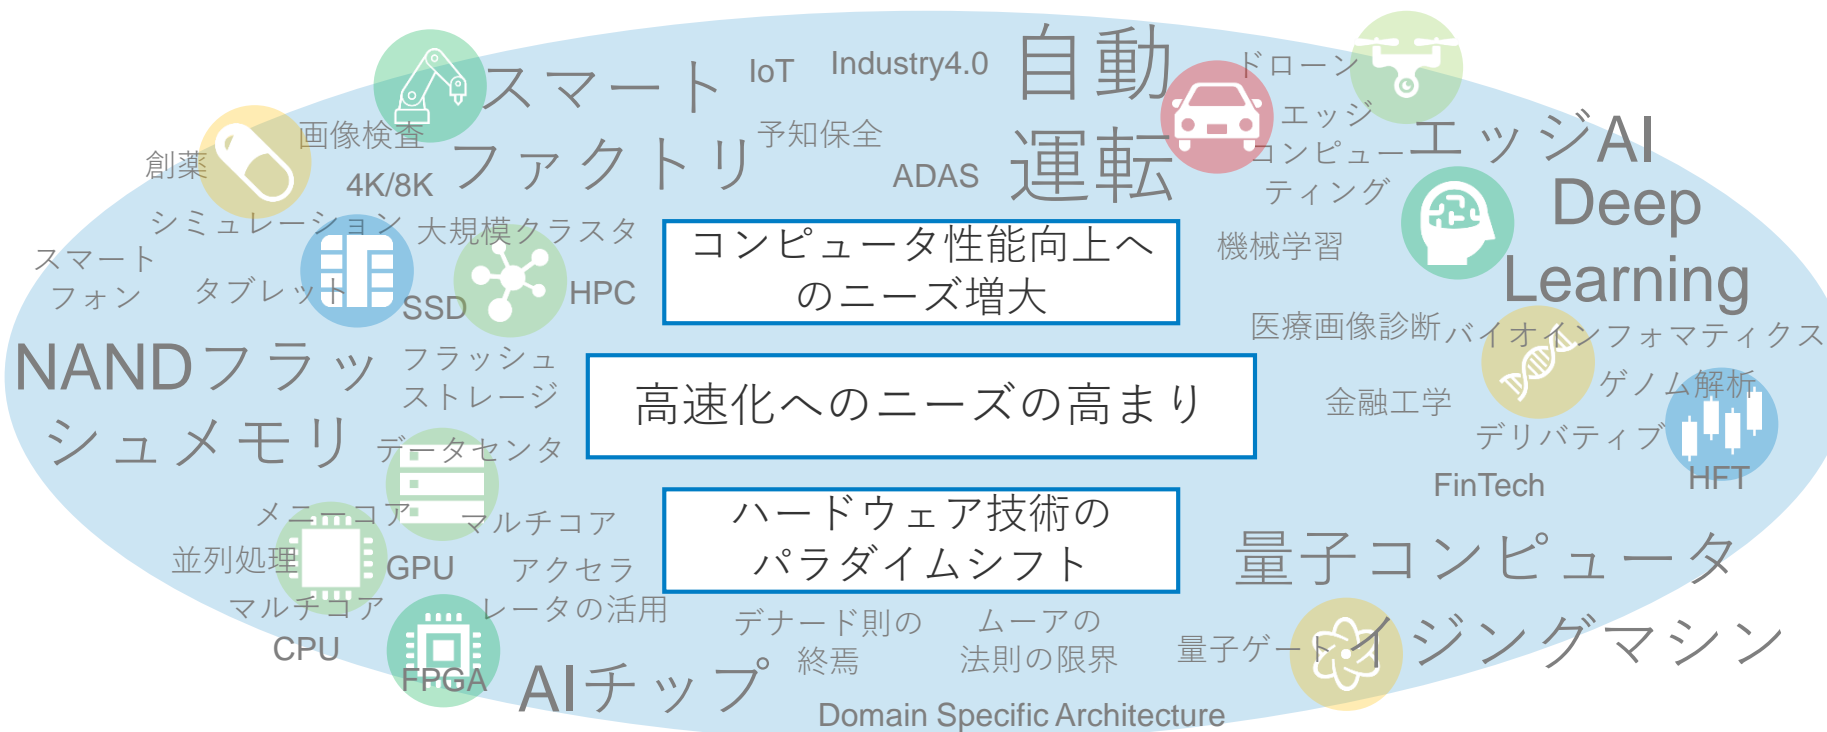 スマート
ファクトリ
IoT
Industry4.0
自動
運転
ドローン
エッジ
コンピュー
ティング
エッジAI
Deep
Learning
画像検査
予知保全
ADAS
創薬
4K/8K
シミュレーション
大規模クラスタ
機械学習
スマート
フォン
タブレット
SSD
HPC
コンピュータ性能向上へ
のニーズ増大
医療画像診断
バイオインフォマティクス
NANDフラッ
シュメモリ
フラッシュ
ストレージ
高速化へのニーズの高まり
金融工学
ゲノム解析
デリバティブ
データセンタ
FinTech
HFT
メニーコア
マルチコア
ハードウェア技術の
パラダイムシフト
並列処理
GPU
アクセラ
レータの活用
量子コンピュータ
イジングマシン
マルチコア
CPU
FPGA
AIチップ
デナード則の
終焉
ムーアの
法則の限界
量子ゲート
Domain Specific Architecture